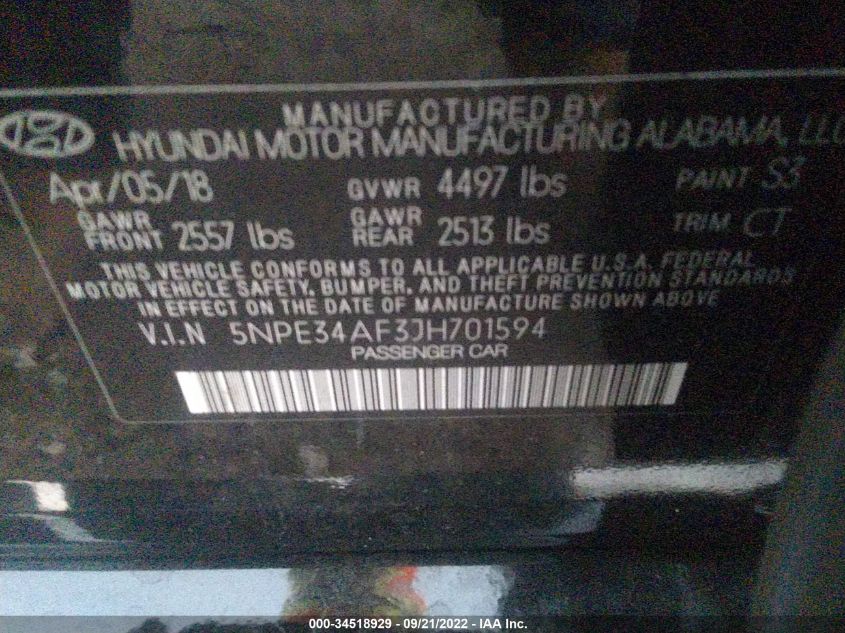 MANUFACTURED BY
HYUNDAI MOTOR MANUFACTURING ALABAMA, LLC
Apr/05/18 GVWR 4497 lbs PAINT S3
GAWR FRONT 2557 lbs GAWR REAR 2513 lbs TRIM CT
THIS VEHICLE CONFORMS TO ALL APPLICABLE U.S.A. FEDERAL
MOTOR VEHICLE SAFETY, BUMPER, AND THEFT PREVENTION STANDARDS
IN EFFECT ON THE DATE OF MANUFACTURE SHOWN ABOVE
V.I.N 5NPE34AF3JH701594
PASSENGER CAR
000-34518929 - 09/21/2022 - IAA Inc.